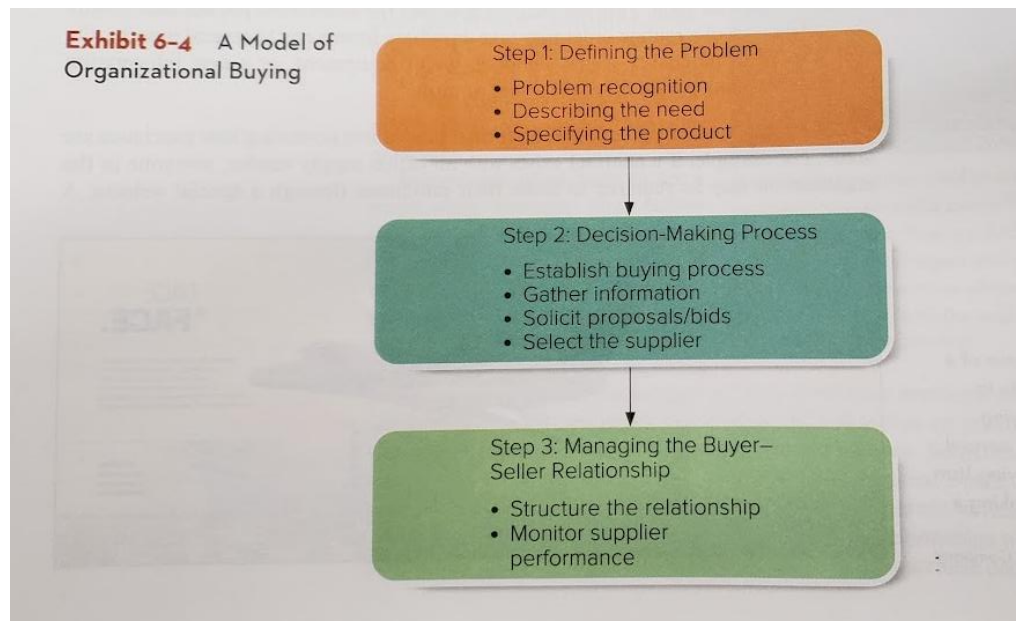 Exhibit 6-4 A Model of
Organizational Buying
Step 1: Defining the Problem
• Problem recognition
• Describing the need
• Specifying the product
Step 2: Decision-Making Process
• Establish buying process
• Gather information
• Solicit proposals/bids
• Select the supplier
Step 3: Managing the Buyer–
Seller Relationship
• Structure the relationship
• Monitor supplier
performance